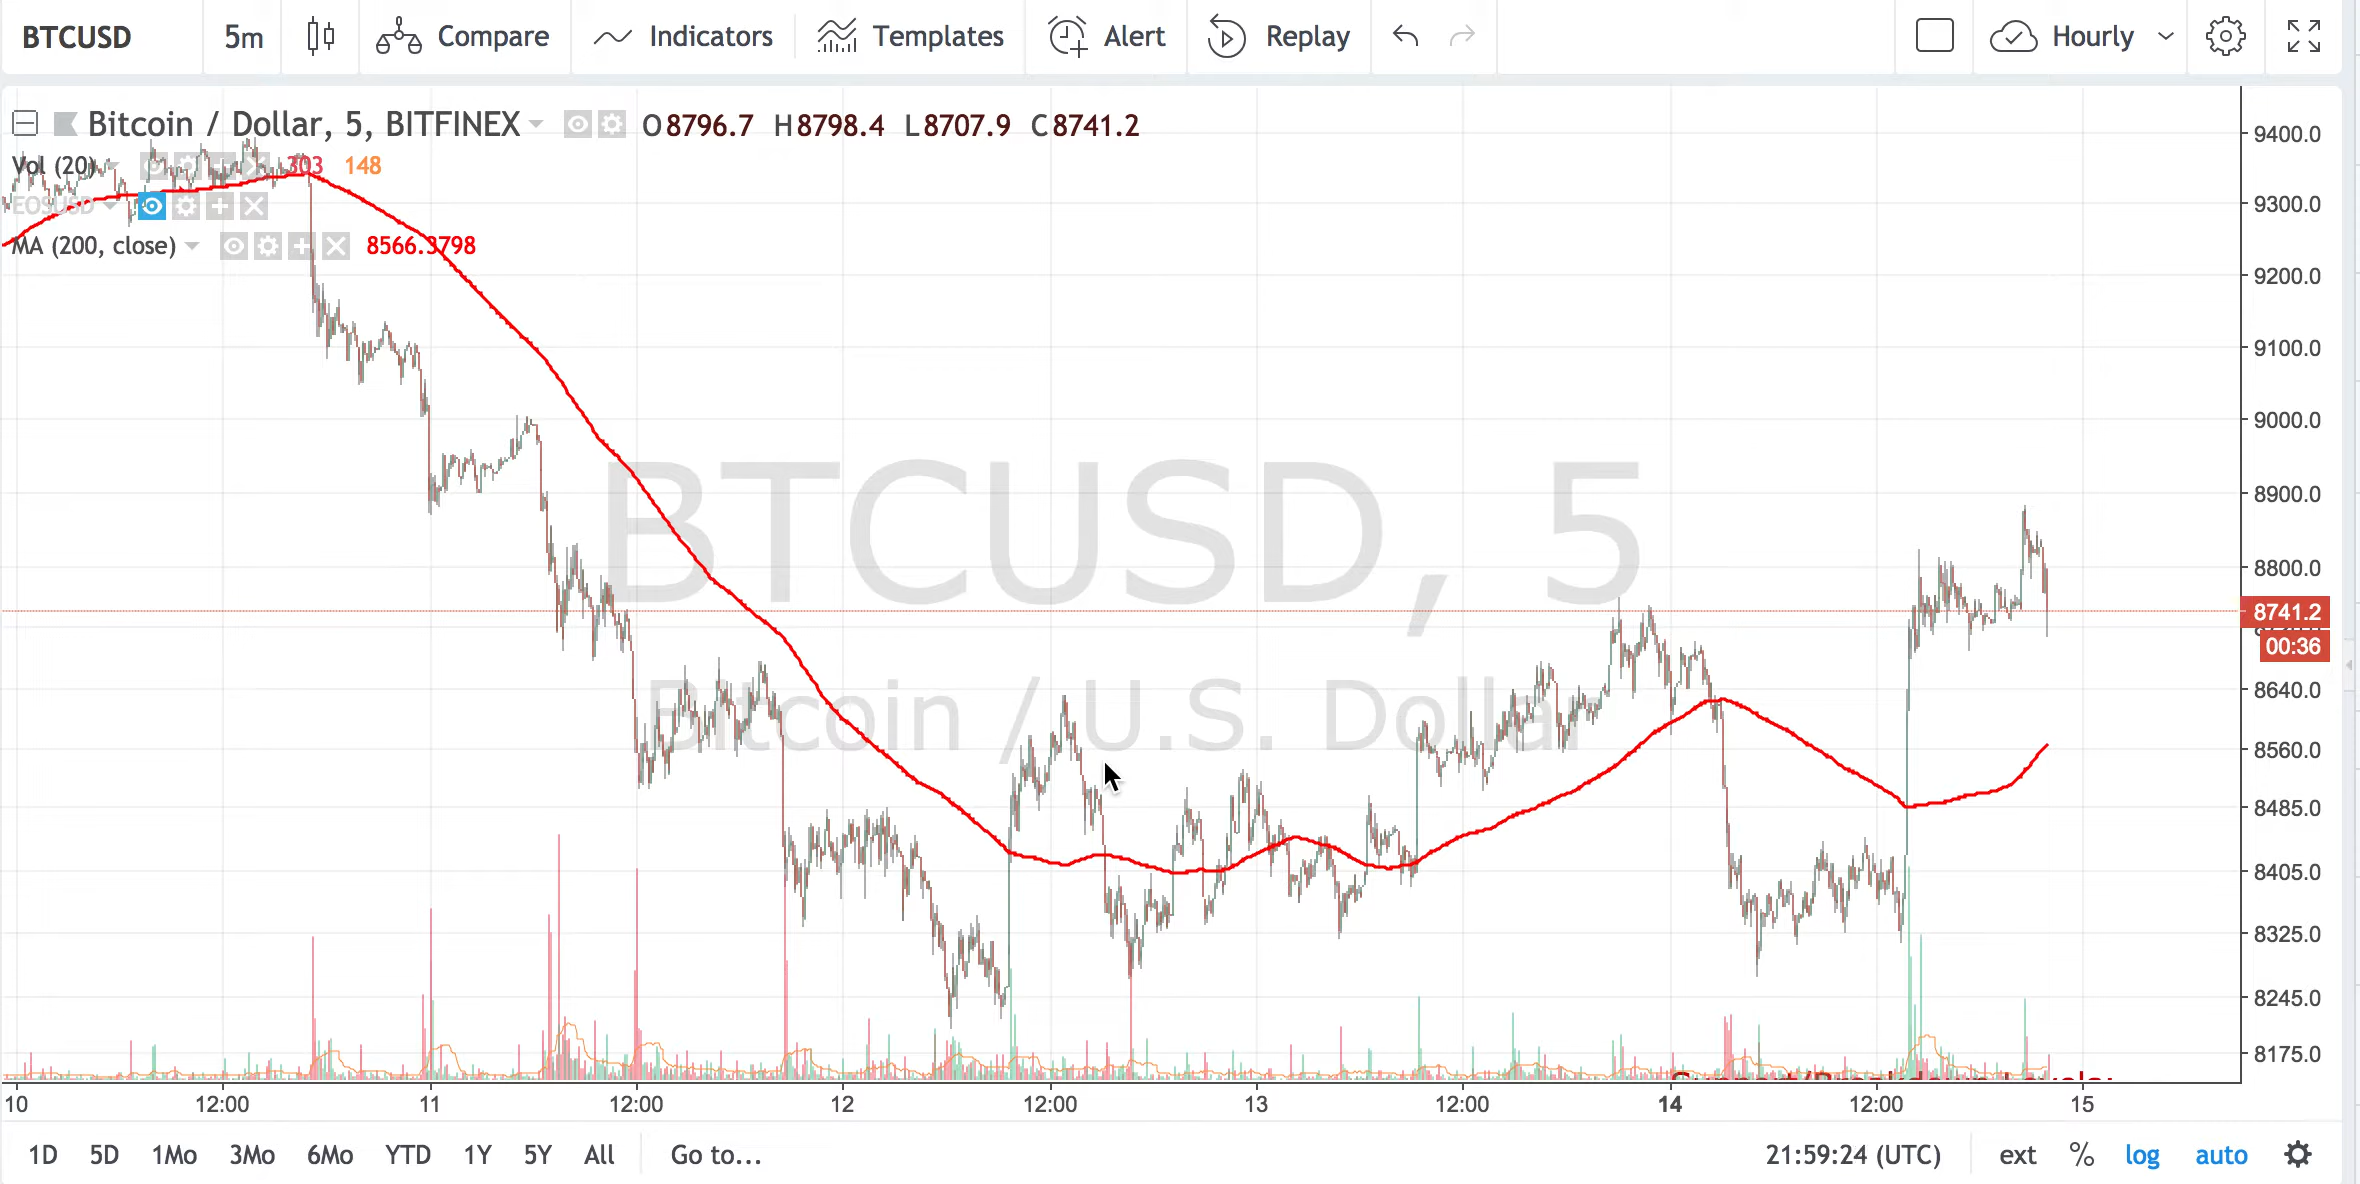 BTCUSD 5m Compare Indicators Templates Alert Replay Hourly
Bitcoin / Dollar, 5, BITFINEX O8796.7 H8798.4 L8707.9 C8741.2
Vol (20) 303 148
EOSUSD
MA (200, close) 8566.3798
BTCUSD, 5
Bitcoin / U.S. Dollar
9400.0
9300.0
9200.0
9100.0
9000.0
8900.0
8800.0
8741.2
00:36
8640.0
8560.0
8485.0
8405.0
8325.0
8245.0
8175.0
10 12:00 11 12:00 12 12:00 13 12:00 14 12:00 15
1D 5D 1Mo 3Mo 6Mo YTD 1Y 5Y All Go to... 21:59:24 (UTC) ext % log auto